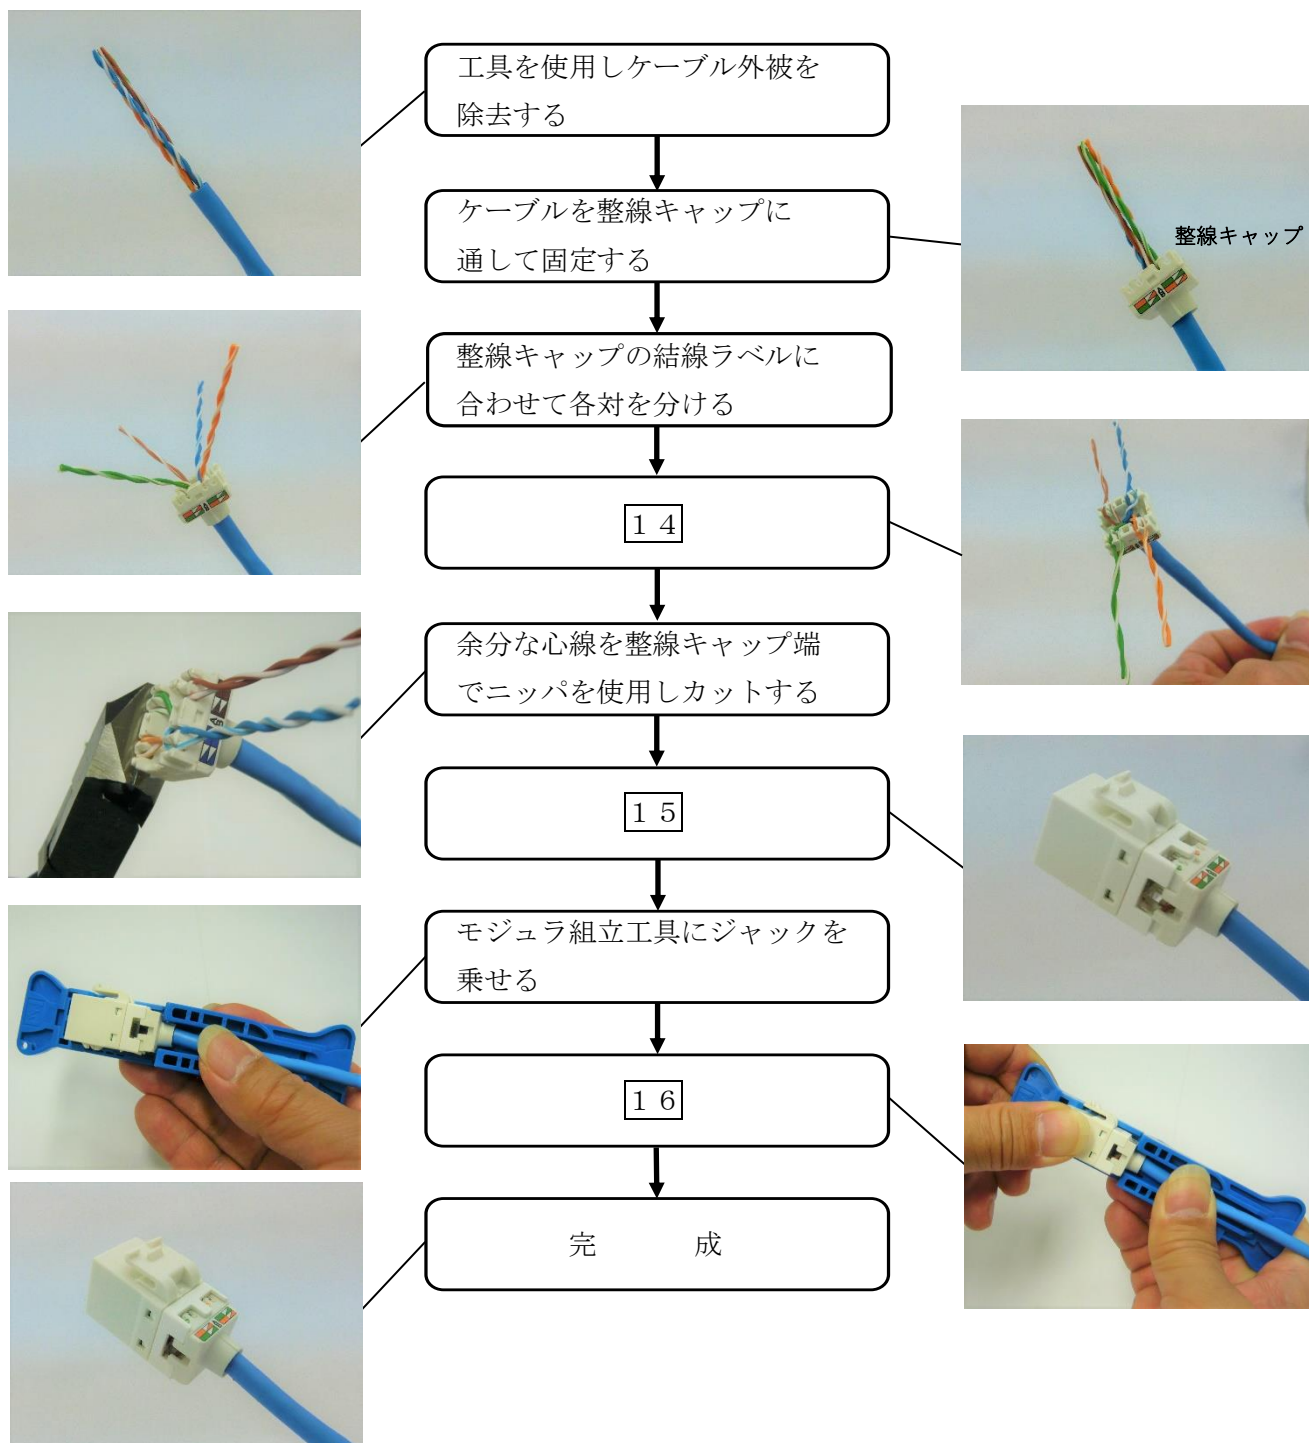 工具を使用しケーブル外被を
除去する
ケーブルを整線キャップに
通して固定する
整線キャップ
整線キャップの結線ラベルに
合わせて各対を分ける
１４
余分な心線を整線キャップ端
でニッパを使用しカットする
１５
モジュラ組立工具にジャックを
乗せる
１６
完　　　成